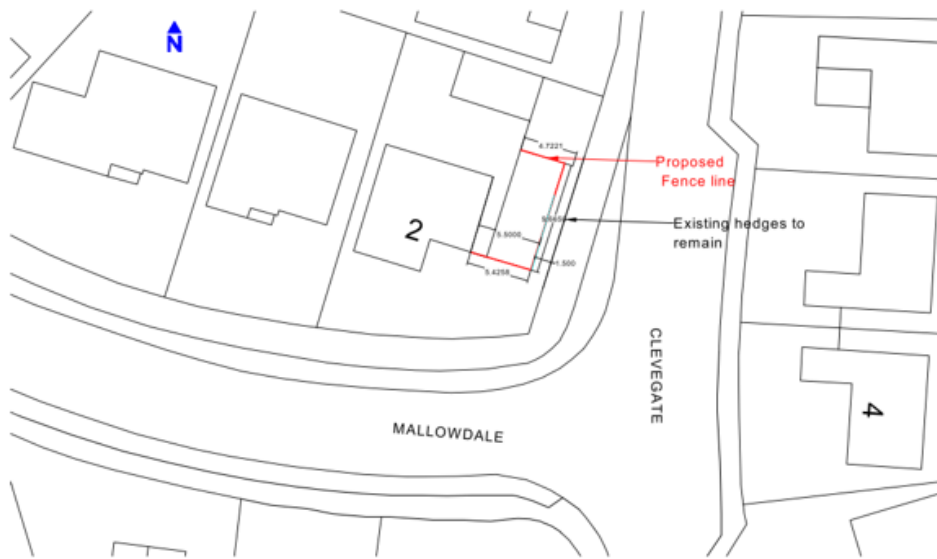 N
4.7221
Proposed
Fence line
2
Existing hedges to
remain
5.5000
1.500
5.4258
CLEVEGATE
4
MALLOWDALE